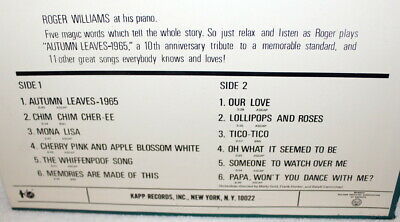 ROGER WILLIAMS at his piano.
Five magic words which tell the whole story. So just relax and listen as Roger plays
"AUTUMN LEAVES-1965," a 10th anniversary tribute to a memorable standard, and
11 other great songs everybody knows and loves!
SIDE 1
1. AUTUMN LEAVES-1965
2. CHIM CHIM CHER-EE
3. MONA LISA
4. CHERRY PINK AND APPLE BLOSSOM WHITE
5. THE WHIFFENPOOF SONG
6. MEMORIES ARE MADE OF THIS
SIDE 2
1. OUR LOVE
2. LOLLIPOPS AND ROSES
3. TICO-TICO
4. OH WHAT IT SEEMED TO BE
5. SOMEONE TO WATCH OVER ME
6. PAPA, WON'T YOU DANCE WITH ME?
KAPP RECORDS, INC., NEW YORK, N.Y. 10022